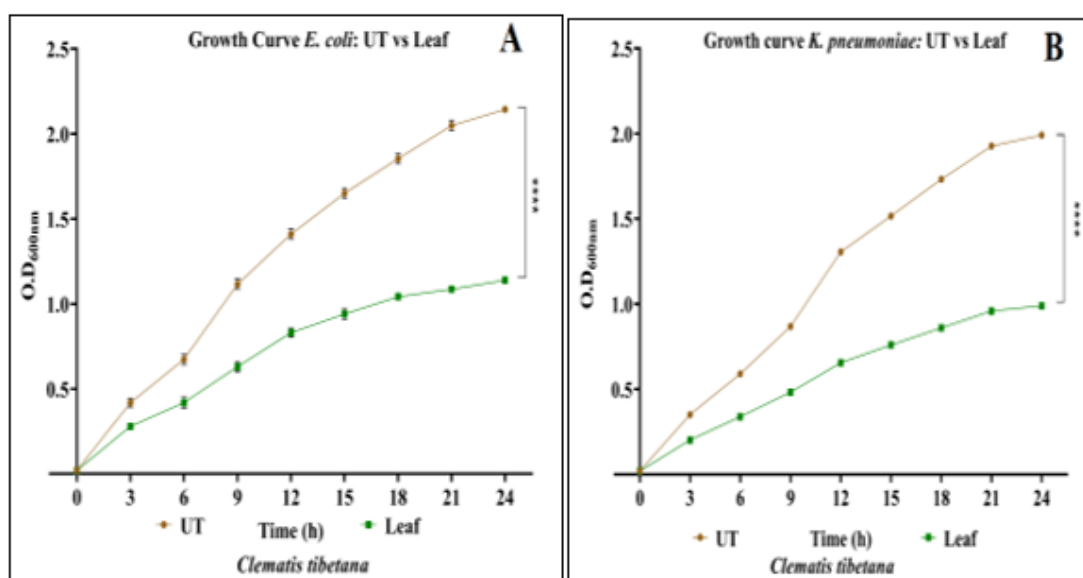 Growth Curve E. coli: UT vs Leaf
A
2.5
2.0
1.5
1.0
0.5
O.D600nm
****
0 3 6 9 12 15 18 21 24
UT Time (h) Leaf
Clematis tibetana
Growth curve K. pneumoniae: UT vs Leaf
B
2.5
2.0
1.5
1.0
0.5
O.D600nm
****
0 3 6 9 12 15 18 21 24
UT Time (h) Leaf
Clematis tibetana